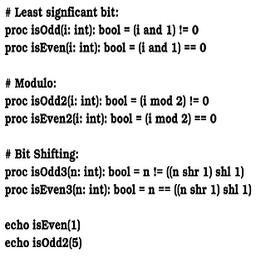 # Least signficant bit:
proc isOdd(i: int): bool = (i and 1) != 0
proc isEven(i: int): bool = (i and 1) == 0
# Modulo:
proc isOdd2(i: int): bool = (i mod 2) != 0
proc isEven2(i: int): bool = (i mod 2) == 0
# Bit Shifting:
proc isOdd3(n: int): bool = n != ((n shr 1) shl 1)
proc isEven3(n: int): bool = n == ((n shr 1) shl 1)
echo isEven(1)
echo isOdd2(5)